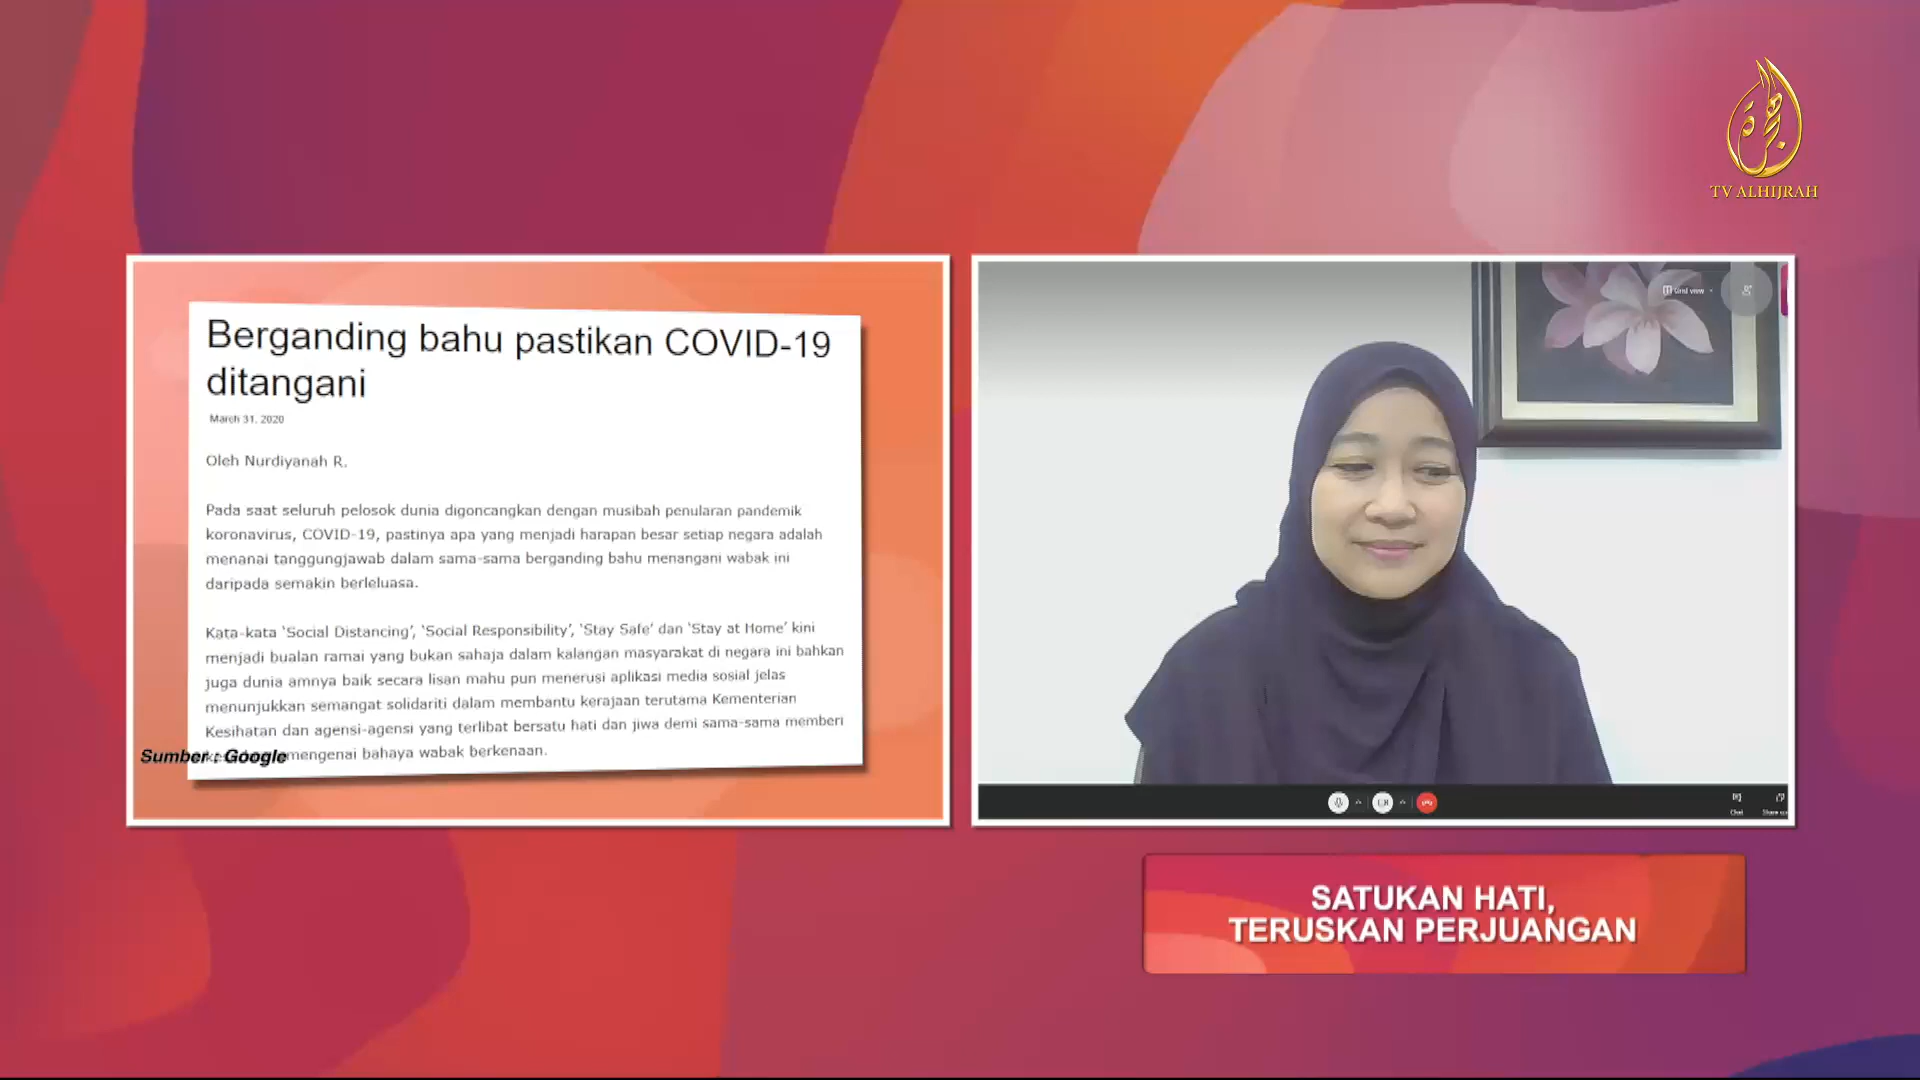 هجرة
TV ALHIJRAH
Berganding bahu pastikan COVID-19
ditangani
March 31, 2020
Oleh Nurdiyanah R.
Pada saat seluruh pelosok dunia digoncangkan dengan musibah penularan pandemik
koronavirus, COVID-19, pastinya apa yang menjadi harapan besar setiap negara adalah
menanai tanggungjawab dalam sama-sama berganding bahu menangani wabak ini
daripada semakin berleluasa.
Kata-kata ‘Social Distancing’, ‘Social Responsibility’, ‘Stay Safe’ dan ‘Stay at Home’ kini
menjadi bualan ramai yang bukan sahaja dalam kalangan masyarakat di negara ini bahkan
juga dunia amnya baik secara lisan mahu pun menerusi aplikasi media sosial jelas
menunjukkan semangat solidariti dalam membantu kerajaan terutama Kementerian
Kesihatan dan agensi-agensi yang terlibat bersatu hati dan jiwa demi sama-sama memberi
mengenai bahaya wabak berkenaan.
Sumber : Google
Grid view
Chat
Share
SATUKAN HATI,
TERUSKAN PERJUANGAN